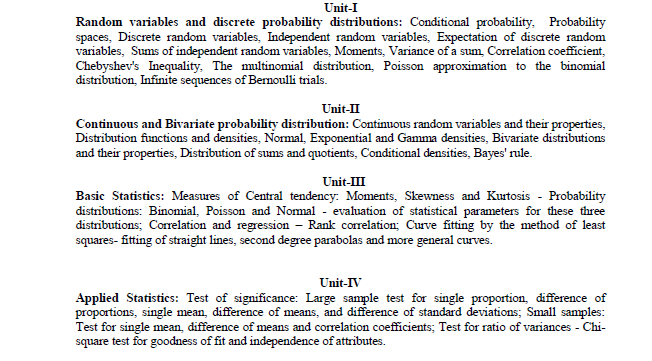 Unit-I
Random variables and discrete probability distributions: Conditional probability, Probability
spaces, Discrete random variables, Independent random variables, Expectation of discrete random
variables, Sums of independent random variables, Moments, Variance of a sum, Correlation coefficient,
Chebyshev's Inequality, The multinomial distribution, Poisson approximation to the binomial
distribution, Infinite sequences of Bernoulli trials.
Unit-II
Continuous and Bivariate probability distribution: Continuous random variables and their properties,
Distribution functions and densities, Normal, Exponential and Gamma densities, Bivariate distributions
and their properties, Distribution of sums and quotients, Conditional densities, Bayes' rule.
Unit-III
Basic Statistics: Measures of Central tendency: Moments, Skewness and Kurtosis - Probability
distributions: Binomial, Poisson and Normal - evaluation of statistical parameters for these three
distributions; Correlation and regression – Rank correlation; Curve fitting by the method of least
squares- fitting of straight lines, second degree parabolas and more general curves.
Unit-IV
Applied Statistics: Test of significance: Large sample test for single proportion, difference of
proportions, single mean, difference of means, and difference of standard deviations; Small samples:
Test for single mean, difference of means and correlation coefficients; Test for ratio of variances - Chi-
square test for goodness of fit and independence of attributes.